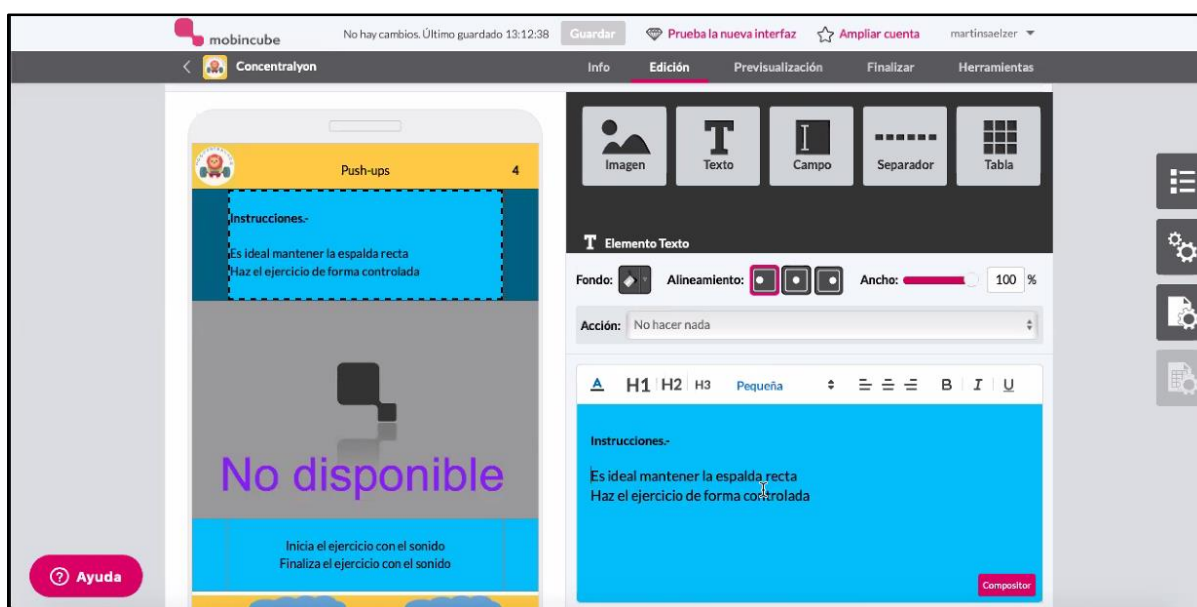 mobincube
No hay cambios. Último guardado 13:12:38
Guardar
Prueba la nueva interfaz
Ampliar cuenta
martinsaelzer
Concentralyon
Info
Edición
Previsualización
Finalizar
Herramientas
Push-ups 4
Instrucciones.-
Es ideal mantener la espalda recta
Haz el ejercicio de forma controlada
No disponible
Inicia el ejercicio con el sonido
Finaliza el ejercicio con el sonido
Ayuda
Imagen
Texto
Campo
Separador
Tabla
T Elemento Texto
Fondo:
Alineamiento:
Ancho:
100 %
Acción: No hacer nada
A H1 H2 H3 Pequeña B I U
Instrucciones.-
Es ideal mantener la espalda recta
Haz el ejercicio de forma controlada
Compositor